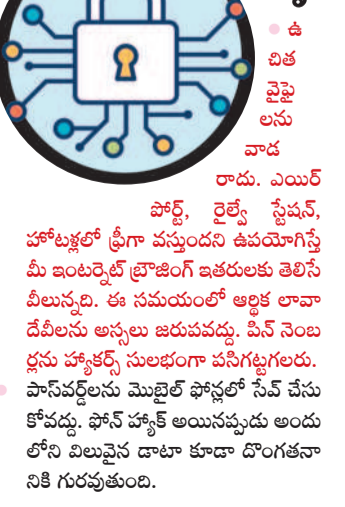 ఉ
చిత
వైఫై
లను
వాడ
రాదు. ఎయిర్
పోర్ట్, రైల్వే స్టేషన్,
హోటళ్లలో ఫ్రీగా వస్తుందని ఉపయోగిస్తే
మీ ఇంటర్నెట్ బ్రౌజింగ్ ఇతరులకు తెలిసే
వీలున్నది. ఈ సమయంలో ఆర్థిక లావా
దేవీలను అస్సలు జరుపవద్దు. పిన్ నెంబ
ర్లను హ్యాకర్స్ సులభంగా పసిగట్టగలరు.
పాస్‌వర్డ్‌లను మొబైల్ ఫోన్లలో సేవ్ చేసు
కోవద్దు. ఫోన్ హ్యాక్ అయినప్పుడు అందు
లోని విలువైన డాటా కూడా దొంగతనా
నికి గురవుతుంది.